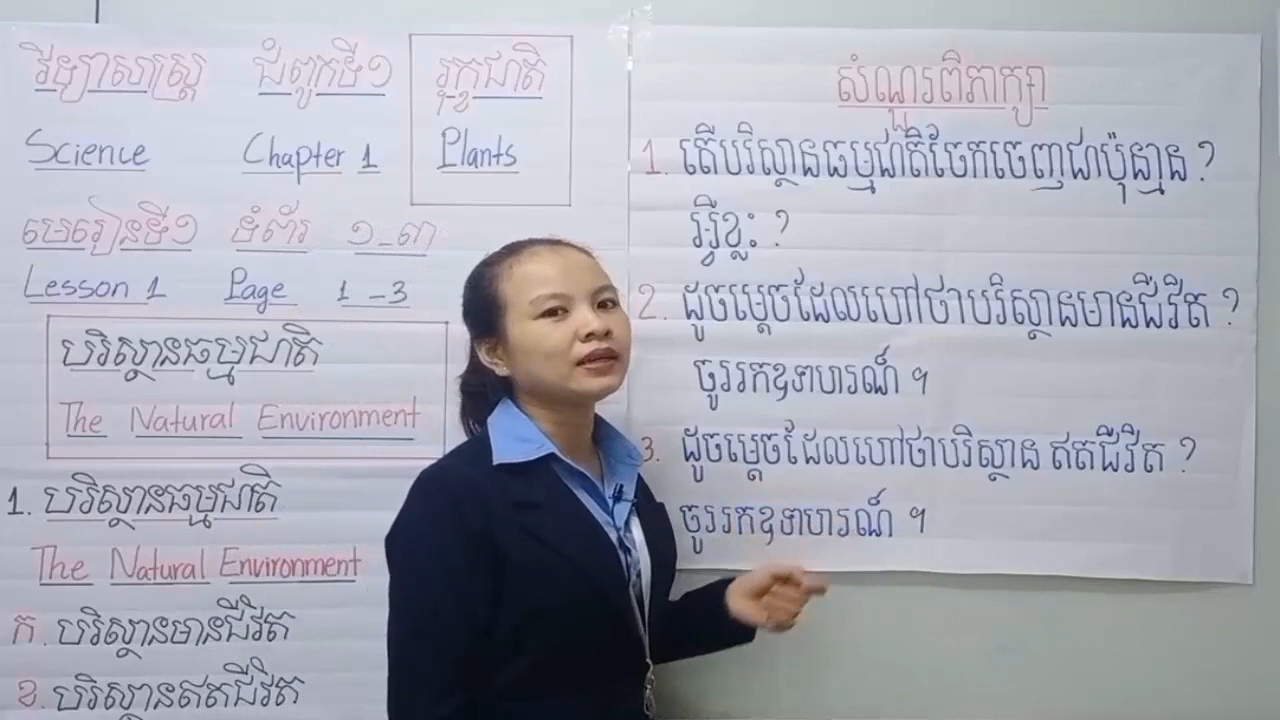 វិទ្យាសាស្ត្រ ជំពូកទី១ រុក្ខជាតិ
Science Chapter 1 Plants
មេរៀនទី១ ទំព័រ ១_៣
Lesson 1 Page 1 _ 3
បរិស្ថានធម្មជាតិ
The Natural Environment
1. បរិស្ថានធម្មជាតិ
The Natural Environment
ក. បរិស្ថានមានជីវិត
ខ. បរិស្ថានឥតជីវិត
សំណួរពិភាក្សា
1. តើបរិស្ថានធម្មជាតិចែកចេញជាប៉ុន្មាន ?
អ្វីខ្លះ ?
2. ដូចម្ដេចដែលហៅថាបរិស្ថានមានជីវិត ?
ចូររកឧទាហរណ៍ ។
3. ដូចម្ដេចដែលហៅថាបរិស្ថាន ឥតជីវិត ?
ចូររកឧទាហរណ៍ ។